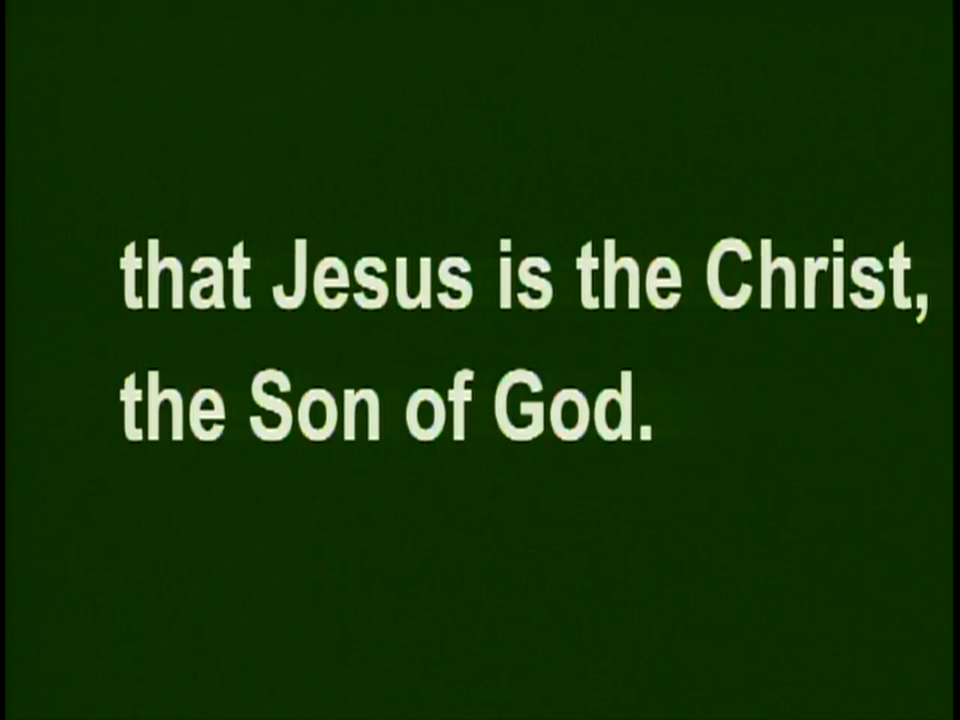 that Jesus is the Christ,
the Son of God.